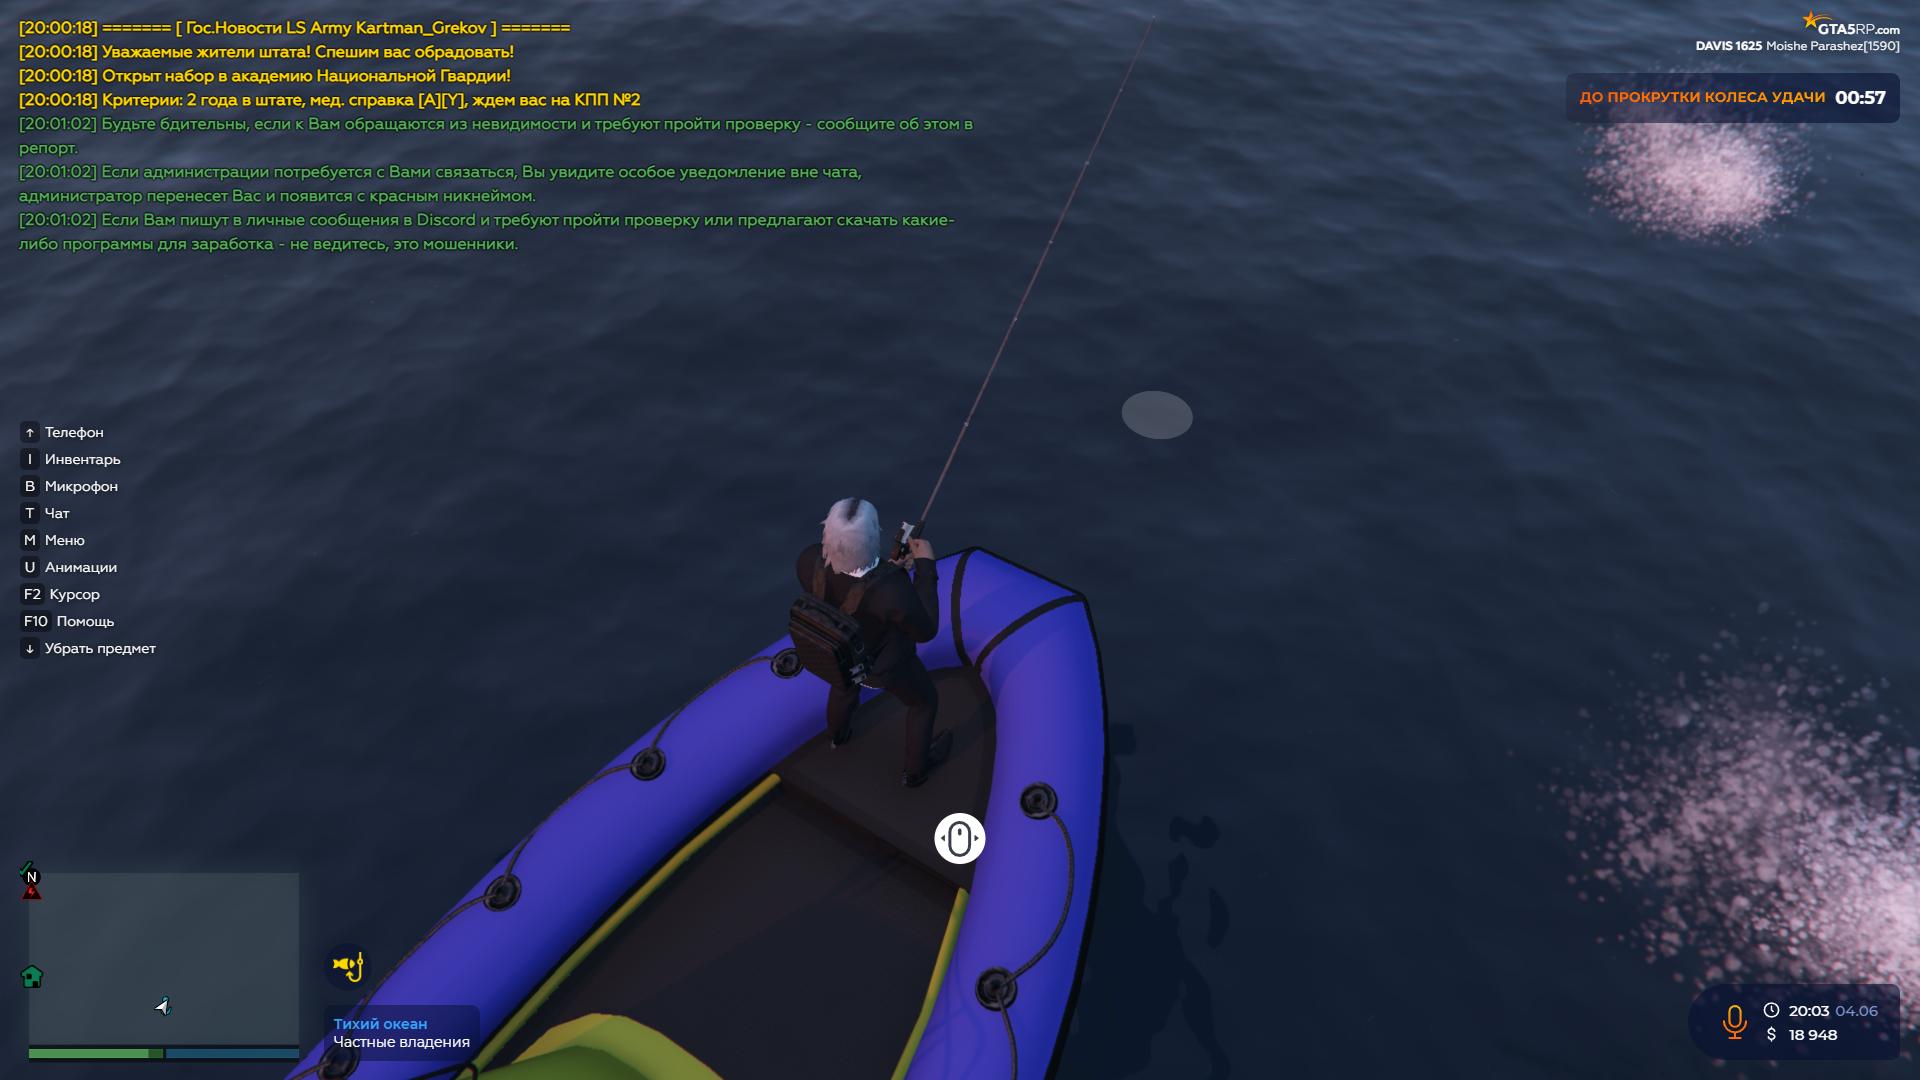 [20:00:18] ======= [ Гос.Новости LS Army Kartman_Grekov ] =======
[20:00:18] Уважаемые жители штата! Спешим вас обрадовать!
[20:00:18] Открыт набор в академию Национальной Гвардии!
[20:00:18] Критерии: 2 года в штате, мед. справка [A][Y], ждем вас на КПП №2
[20:01:02] Будьте бдительны, если к Вам обращаются из невидимости и требуют пройти проверку - сообщите об этом в
репорт.
[20:01:02] Если администрации потребуется с Вами связаться, Вы увидите особое уведомление вне чата,
администратор перенесет Вас и появится с красным никнеймом.
[20:01:02] Если Вам пишут в личные сообщения в Discord и требуют пройти проверку или предлагают скачать какие-
либо программы для заработка - не ведитесь, это мошенники.
GTA5RP.com
DAVIS 1625 Moishe Parashez[1590]
ДО ПРОКРУТКИ КОЛЕСА УДАЧИ 00:57
↑ Телефон
I Инвентарь
B Микрофон
T Чат
M Меню
U Анимации
F2 Курсор
F10 Помощь
↓ Убрать предмет
N
Тихий океан
Частные владения
20:03 04.06
$ 18 948